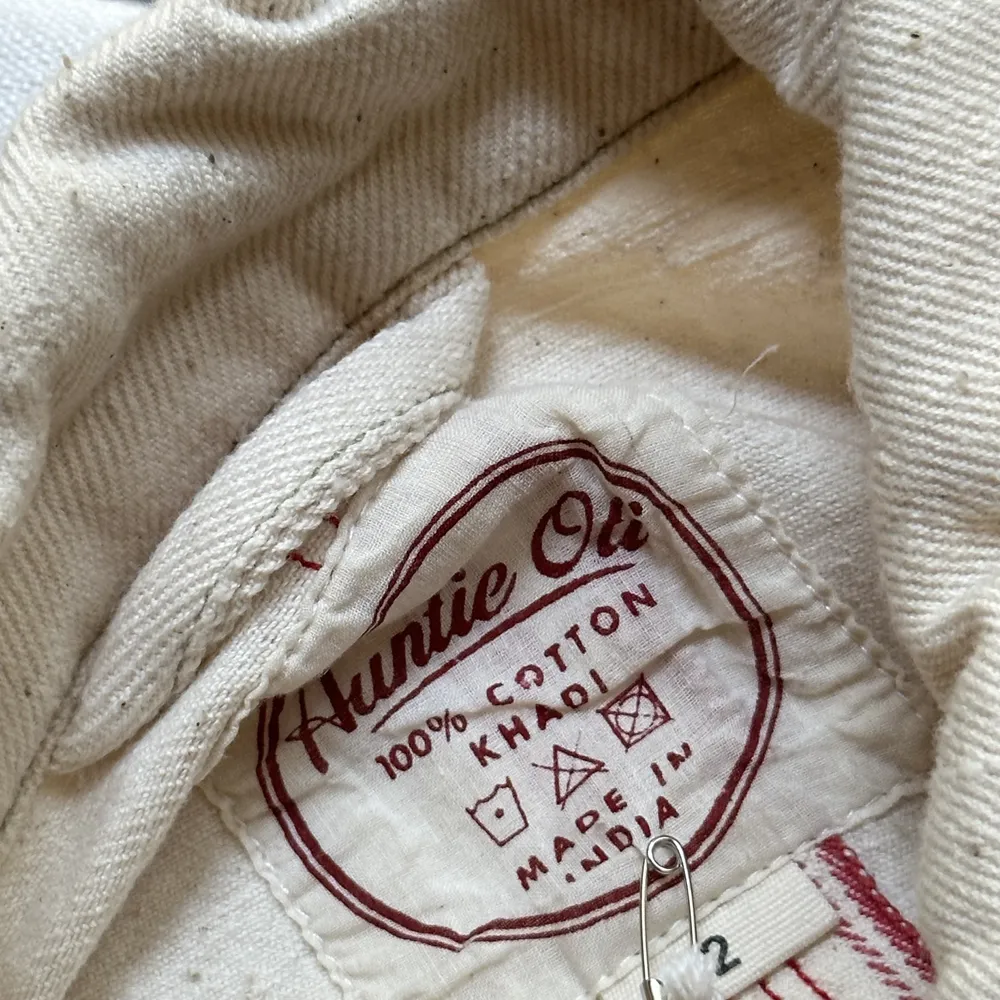 Auntie Oti
100% COTTON
KHADI
MADE IN
INDIA
2